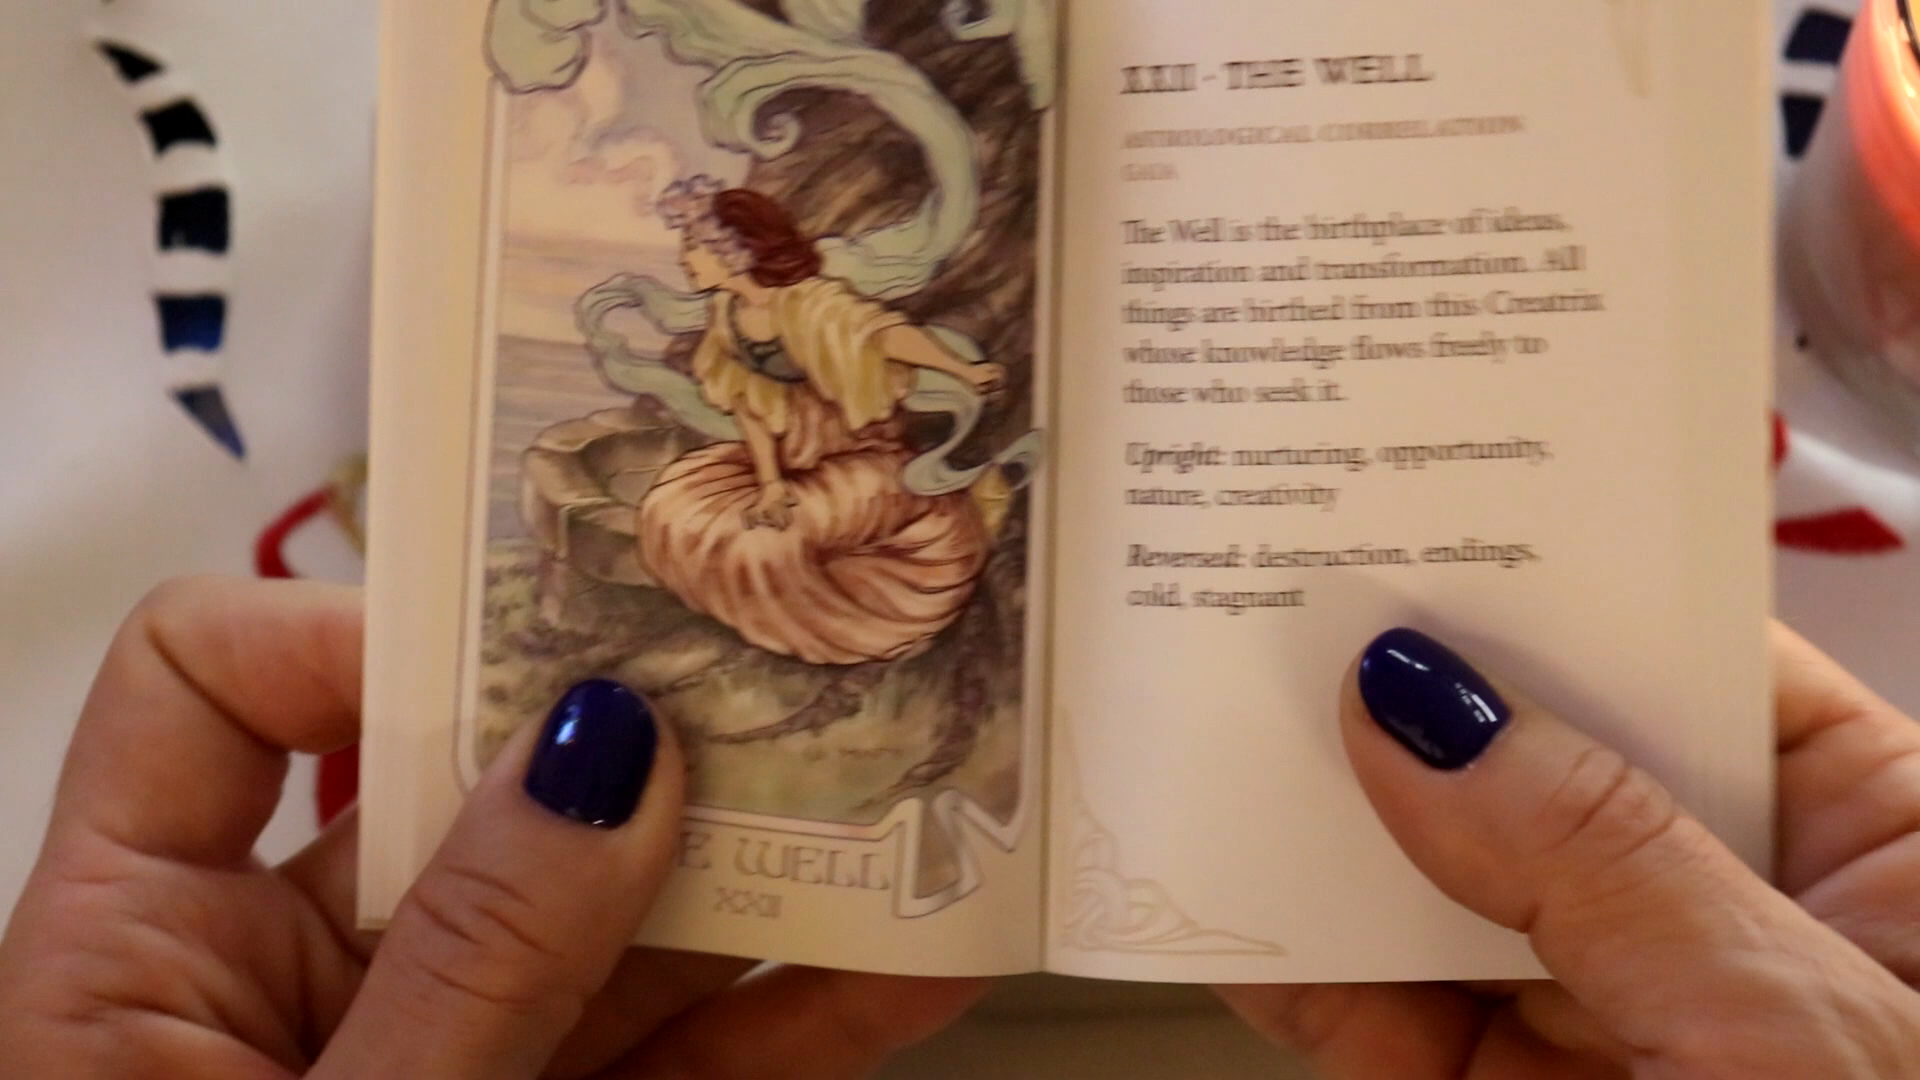 E WELL
XXII
XXII - THE WELL
ASTROLOGICAL CORRELATION
GAIA
The Well is the birthplace of ideas,
inspiration and transformation. All
things are birthed from this Creatrix
whose knowledge flows freely to
those who seek it.
Upright: nurturing, opportunity,
nature, creativity
Reversed: destruction, endings,
cold, stagnant